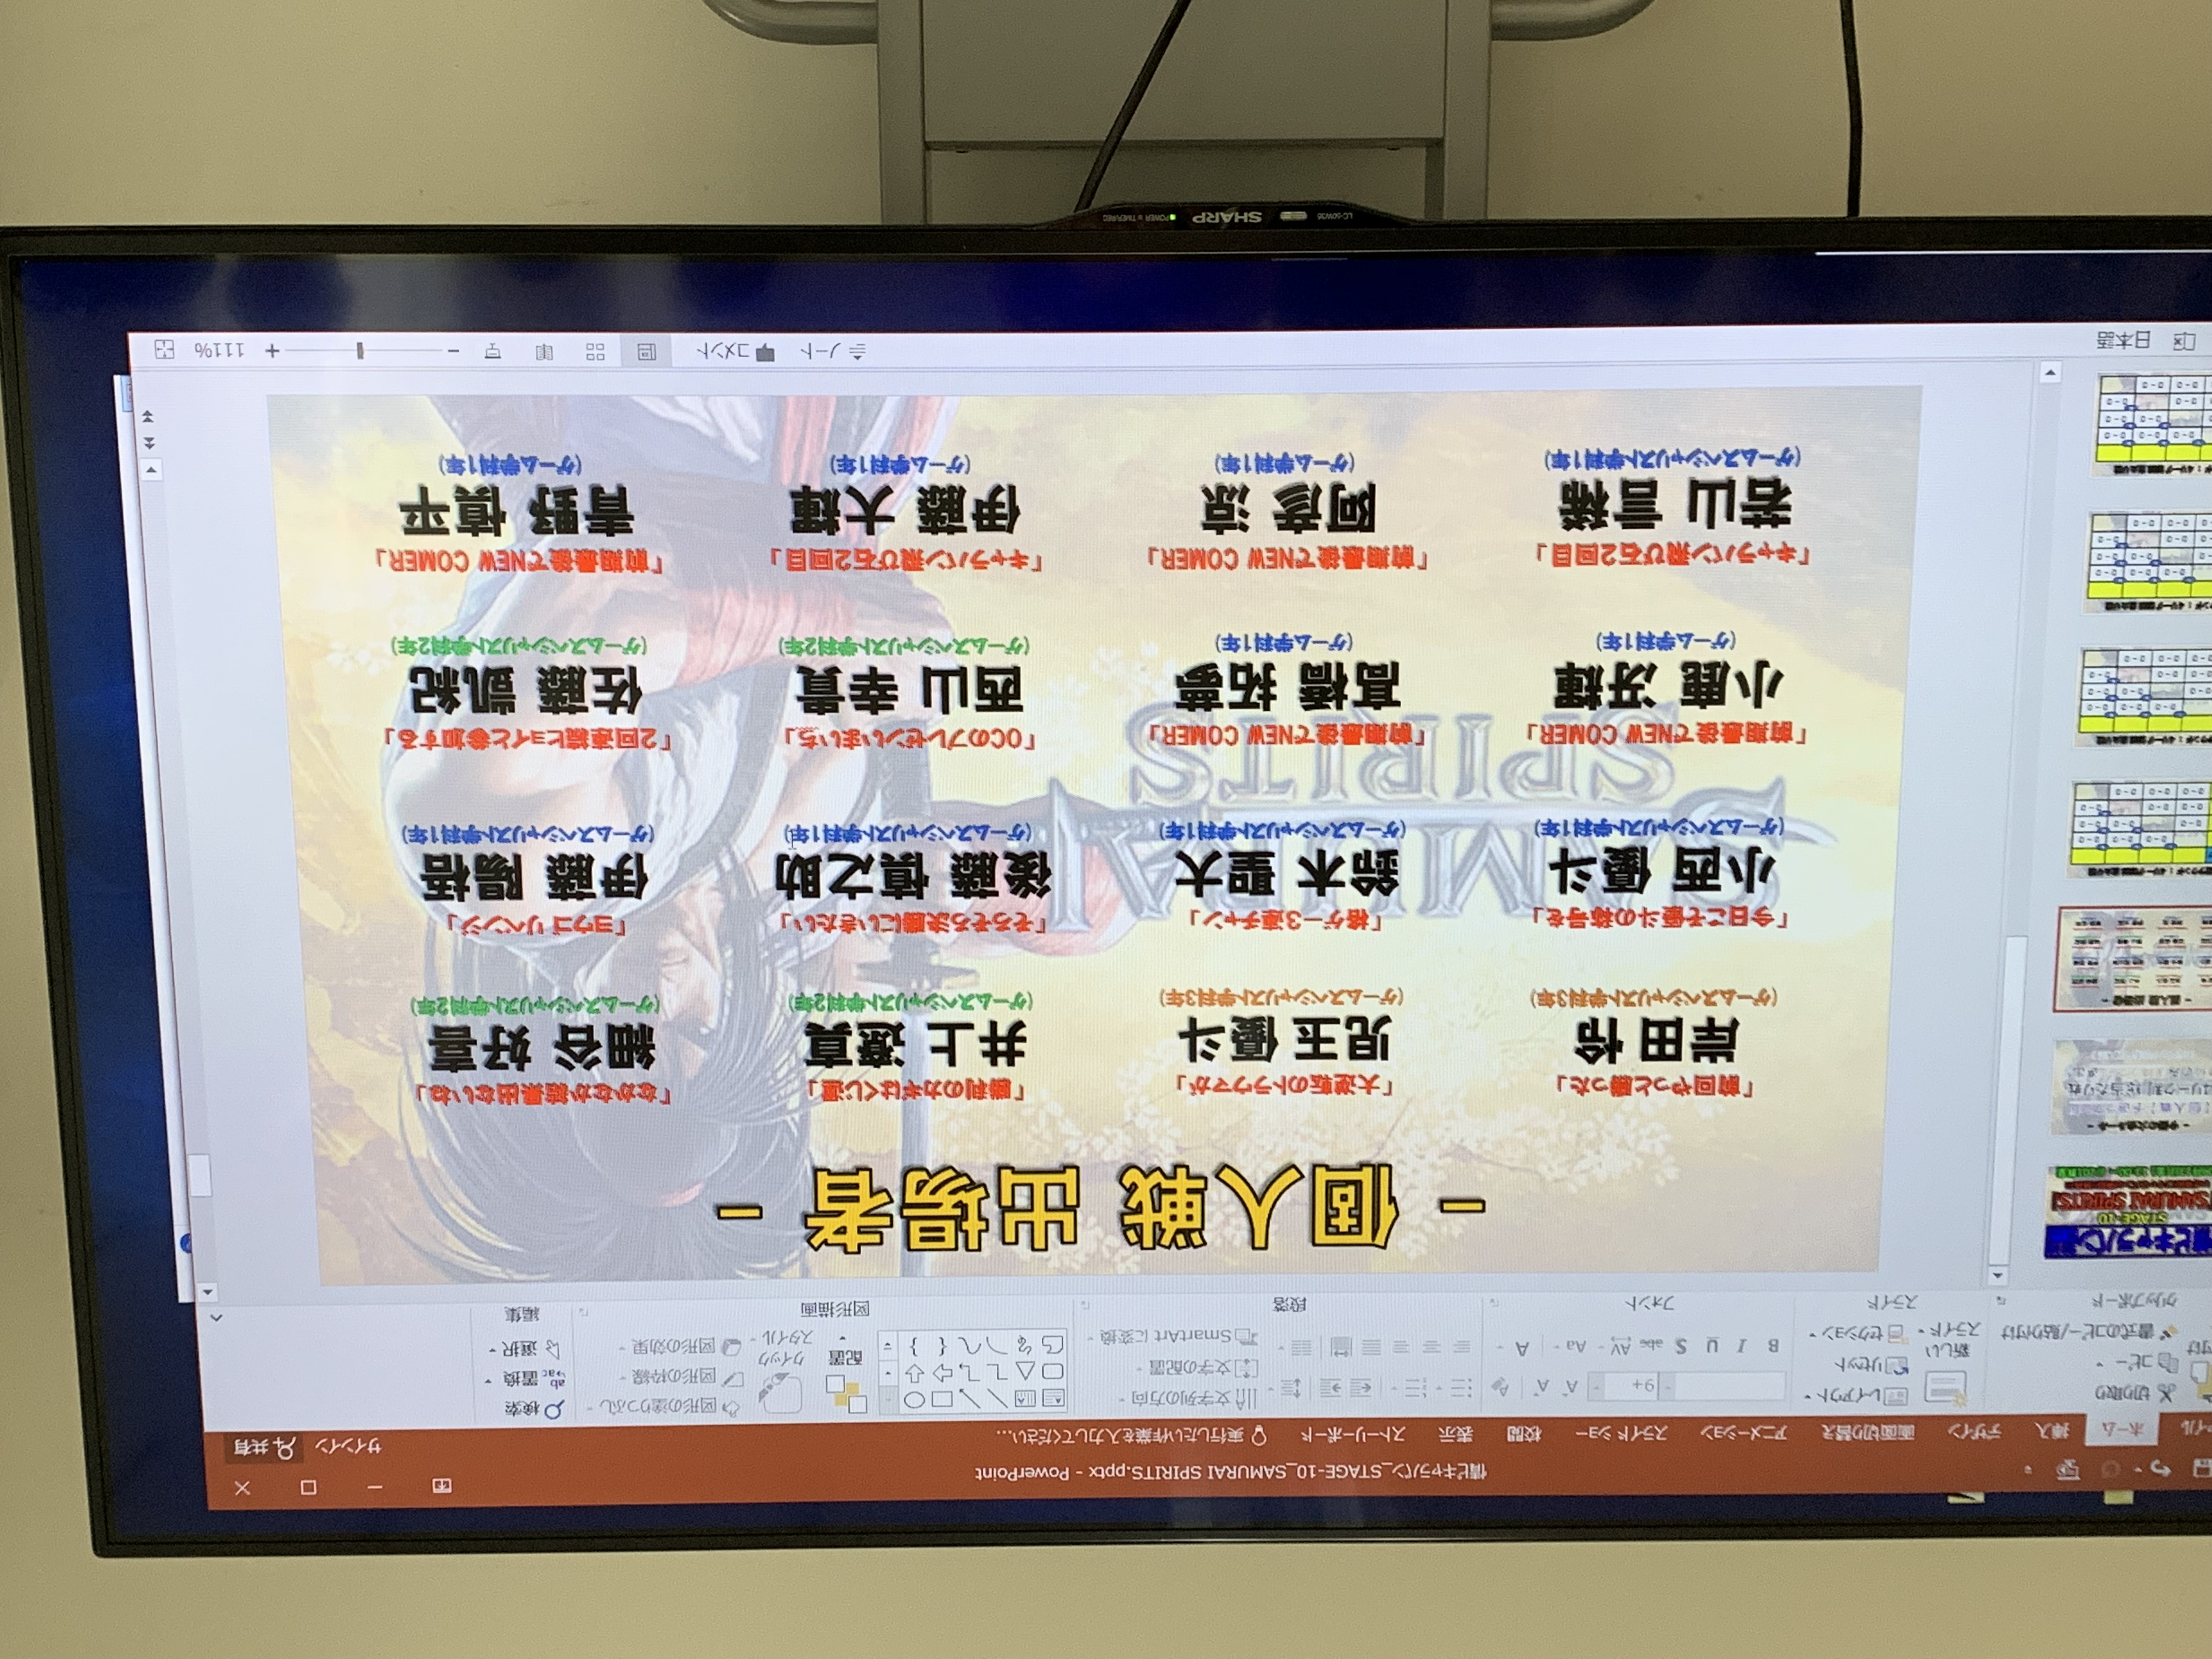 情ピキャラバン_STAGE-10_SAMURAI SPIRITS.pptx - PowerPoint
サインイン 共有
ホーム 挿入 デザイン 画面切り替え アニメーション スライド ショー 校閲 表示 ストーリーボード 実行したい作業を入力してください...
切り取り
コピー
書式のコピー/貼り付け
クリップボード
新しい
スライド
レイアウト
リセット
セクション
スライド
9+
B I U S abc AV Aa A
フォント
文字列の方向
文字の配置
SmartArt に変換
段落
配置
クイック
スタイル
図形の塗りつぶし
図形の枠線
図形の効果
図形描画
検索
置換
選択
編集
情ピキャラバン
STAGE-10
SAMURAI SPIRITS
- 個人戦 出場者 -
「前回やっと勝った」 「大逆転のトラウマが」 「勝利のカギはくじ運」 「なかなか結果出ないね」
岸田 怜 児玉 優斗 井上 遼真 細谷 好喜
(ゲームスペシャリスト学科3年) (ゲームスペシャリスト学科3年) (ゲームスペシャリスト学科2年) (ゲームスペシャリスト学科2年)
「今日こそ優斗の称号を」 「格ゲー3連チャン」 「そろそろ決勝にいきたい」 「ヨウゴ リベンジ」
小西 優斗 鈴木 聖大 後藤 慎之助 伊藤 陽梧
(ゲームスペシャリスト学科1年) (ゲームスペシャリスト学科1年) (ゲームスペシャリスト学科1年) (ゲームスペシャリスト学科1年)
SAMURAI
SPIRITS
「前期最後でNEW COMER」 「前期最後でNEW COMER」 「OCのプレゼンいまいち」 「2回連続ヒョイと参加する」
小鹿 冴輝 髙橋 拓夢 西山 幸貴 佐藤 凱紀
(ゲーム学科1年) (ゲーム学科1年) (ゲームスペシャリスト学科2年) (ゲームスペシャリスト学科2年)
「キャラバン飛び石2回目」 「前期最後でNEW COMER」 「キャラバン飛び石2回目」 「前期最後でNEW COMER」
若山 言稀 阿彦 涼 伊藤 大輝 青野 慎平
(ゲームスペシャリスト学科1年) (ゲーム学科1年) (ゲーム学科1年) (ゲーム学科1年)
日本語 ノート コメント 111%
LC-50W35 SHARP POWER TIMER/REC